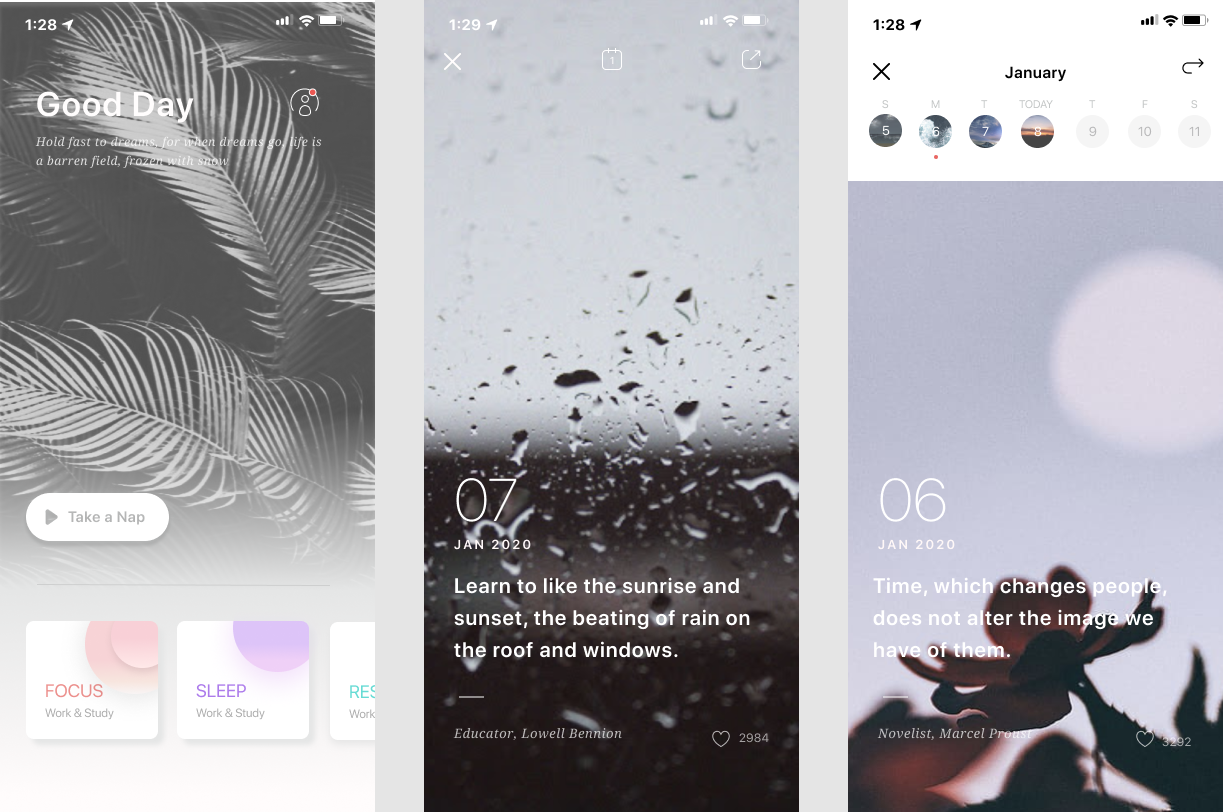 1:28
Good Day
Hold fast to dreams, for when dreams go, life is
a barren field, frozen with snow
Take a Nap
FOCUS
Work & Study
SLEEP
Work & Study
RES
Work
1:29
1
07
JAN 2020
Learn to like the sunrise and
sunset, the beating of rain on
the roof and windows.
Educator, Lowell Bennion
2984
1:28
January
S M T TODAY T F S
5 6 7 8 9 10 11
06
JAN 2020
Time, which changes people,
does not alter the image we
have of them.
Novelist, Marcel Proust
3292